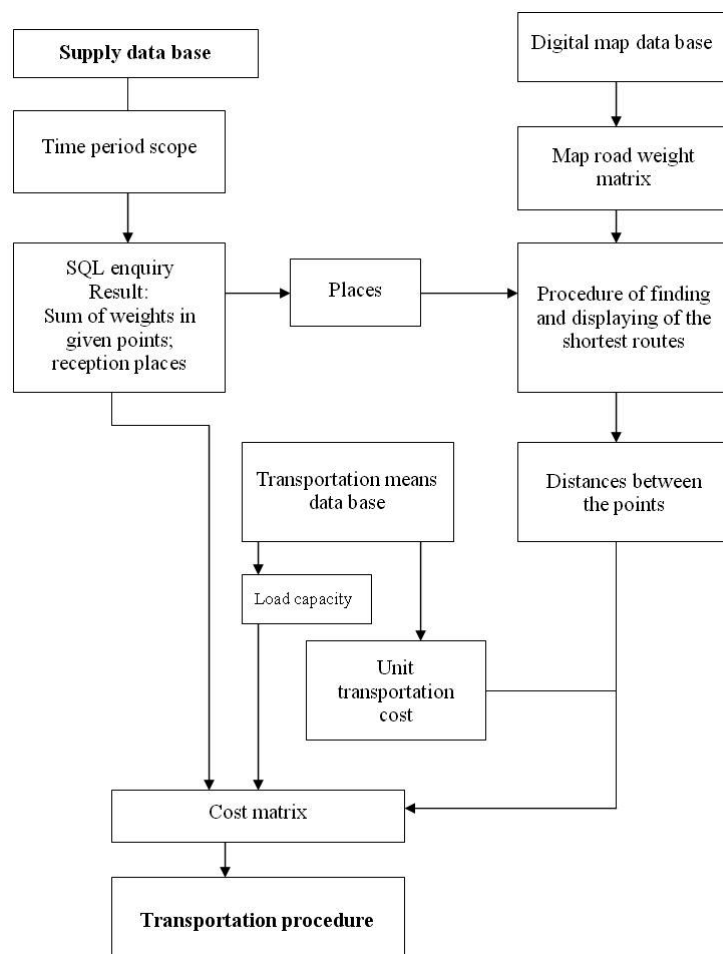 Supply data base
Digital map data base
Time period scope
Map road weight
matrix
SQL enquiry
Result:
Sum of weights in
given points;
reception places
Places
Procedure of finding
and displaying of the
shortest routes
Transportation means
data base
Distances between
the points
Load capacity
Unit
transportation
cost
Cost matrix
Transportation procedure